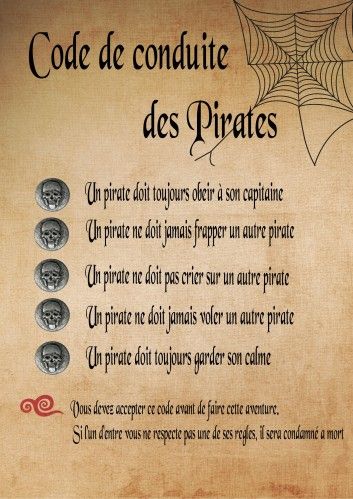 Code de conduite
des Pirates
Un pirate doit toujours obeir à son capitaine
Un pirate ne doit jamais frapper un autre pirate
Un pirate ne doit pas crier sur un autre pirate
Un pirate ne doit jamais voler un autre pirate
Un pirate doit toujours garder son calme
Vous devez accepter ce code avant de faire cette aventure,
Si l'un d'entre vous ne respecte pas une de ses regles, il sera condamné a mort